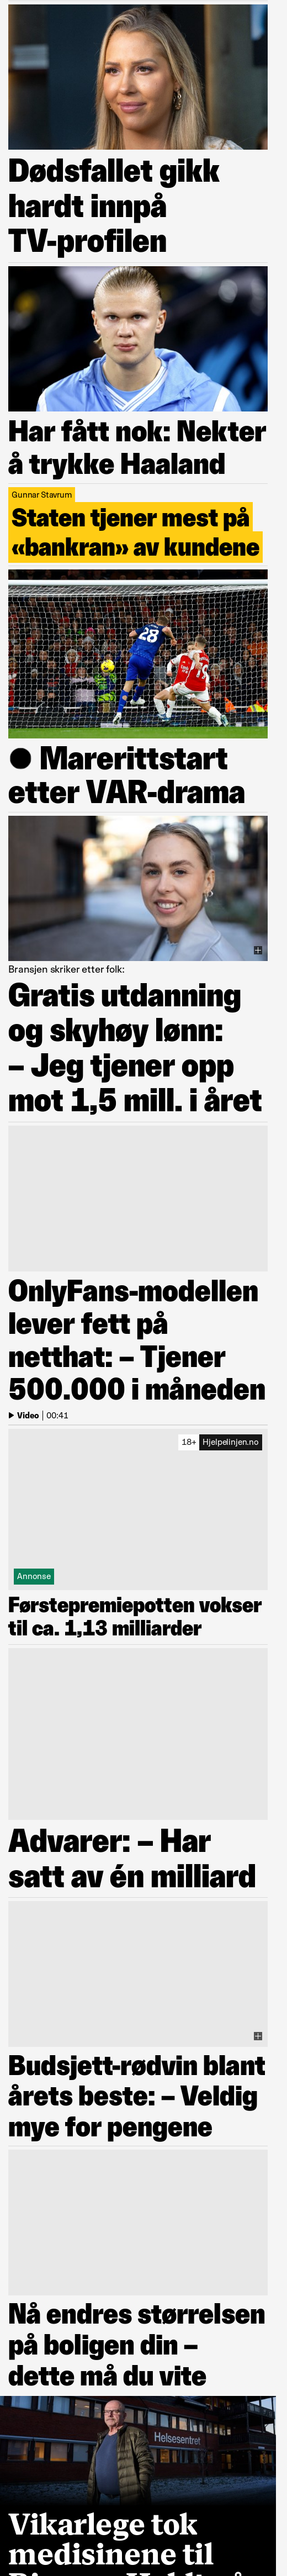 Dødsfallet gikk
hardt innpå
TV-profilen
Har fått nok: Nekter
å trykke Haaland
Gunnar Stavrum
Staten tjener mest på
«bankran» av kundene
28
● Marerittstart
etter VAR-drama
Bransjen skriker etter folk:
Gratis utdanning
og skyhøy lønn:
– Jeg tjener opp
mot 1,5 mill. i året
OnlyFans-modellen
lever fett på
netthat: – Tjener
500.000 i måneden
Video | 00:41
18+ Hjelpelinjen.no
Annonse
Førstepremiepotten vokser
til ca. 1,13 milliarder
Advarer: – Har
satt av én milliard
Budsjett-rødvin blant
årets beste: – Veldig
mye for pengene
Nå endres størrelsen
på boligen din –
dette må du vite
Helsesentret
Vikarlege tok
medisinene til